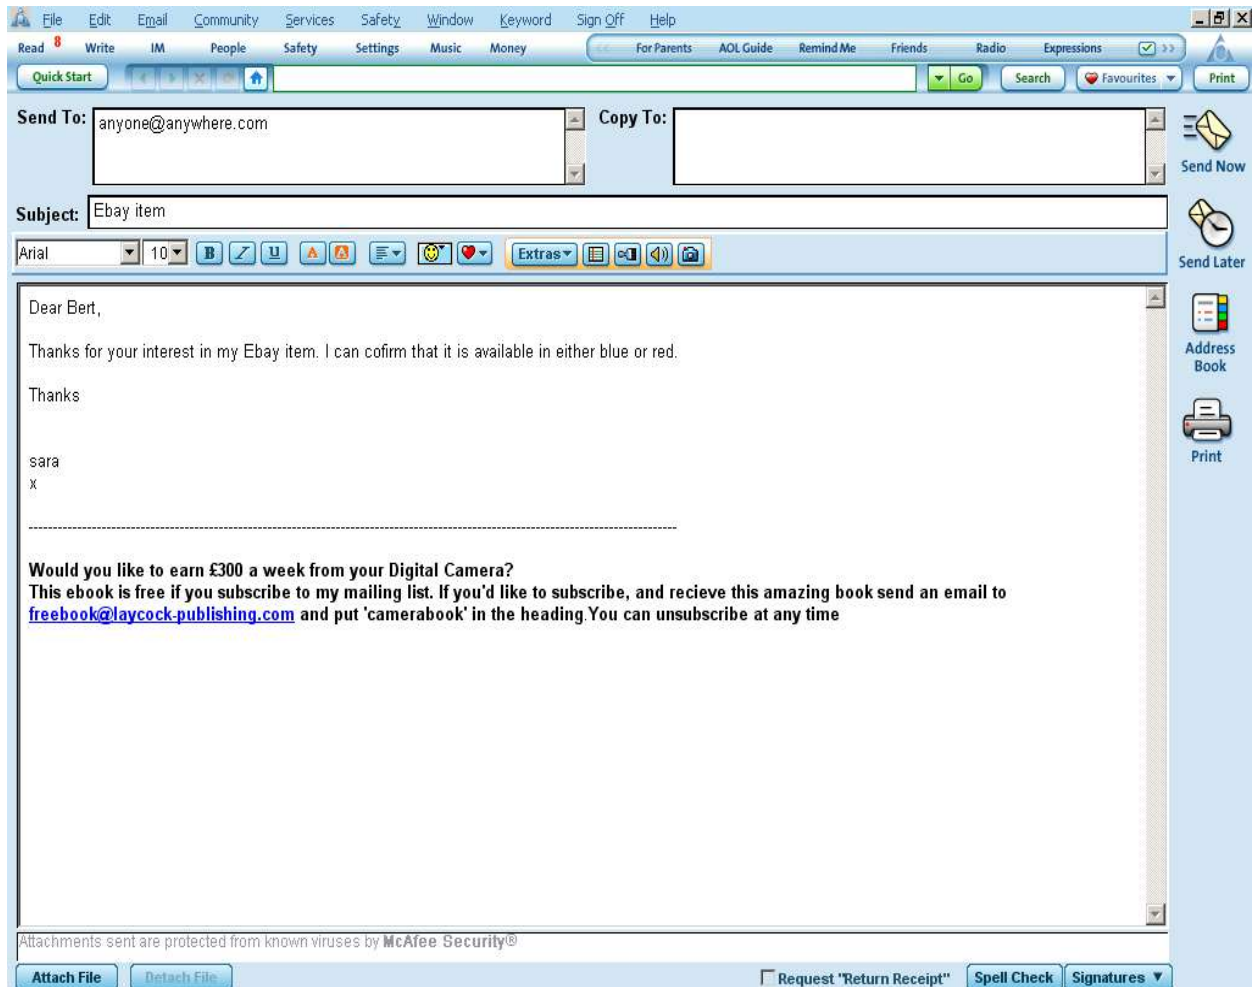 File Edit Email Community Services Safety Window Keyword Sign Off Help
Read 8 Write IM People Safety Settings Music Money For Parents AOL Guide Remind Me Friends Radio Expressions >>
Quick Start Go Search Favourites Print
Send To: anyone@anywhere.com Copy To:
Send Now
Subject: Ebay item
Arial 10 B I U A A Extras
Send Later
Dear Bert,
Thanks for your interest in my Ebay item. I can cofirm that it is available in either blue or red.
Address
Book
Thanks
sara
Print
x
--------------------------------------------------
Would you like to earn £300 a week from your Digital Camera?
This ebook is free if you subscribe to my mailing list. If you'd like to subscribe, and recieve this amazing book send an email to
freebook@laycock-publishing.com and put 'camerabook' in the heading.You can unsubscribe at any time
Attachments sent are protected from known viruses by McAfee Security®
Attach File Detach File Request "Return Receipt" Spell Check Signatures